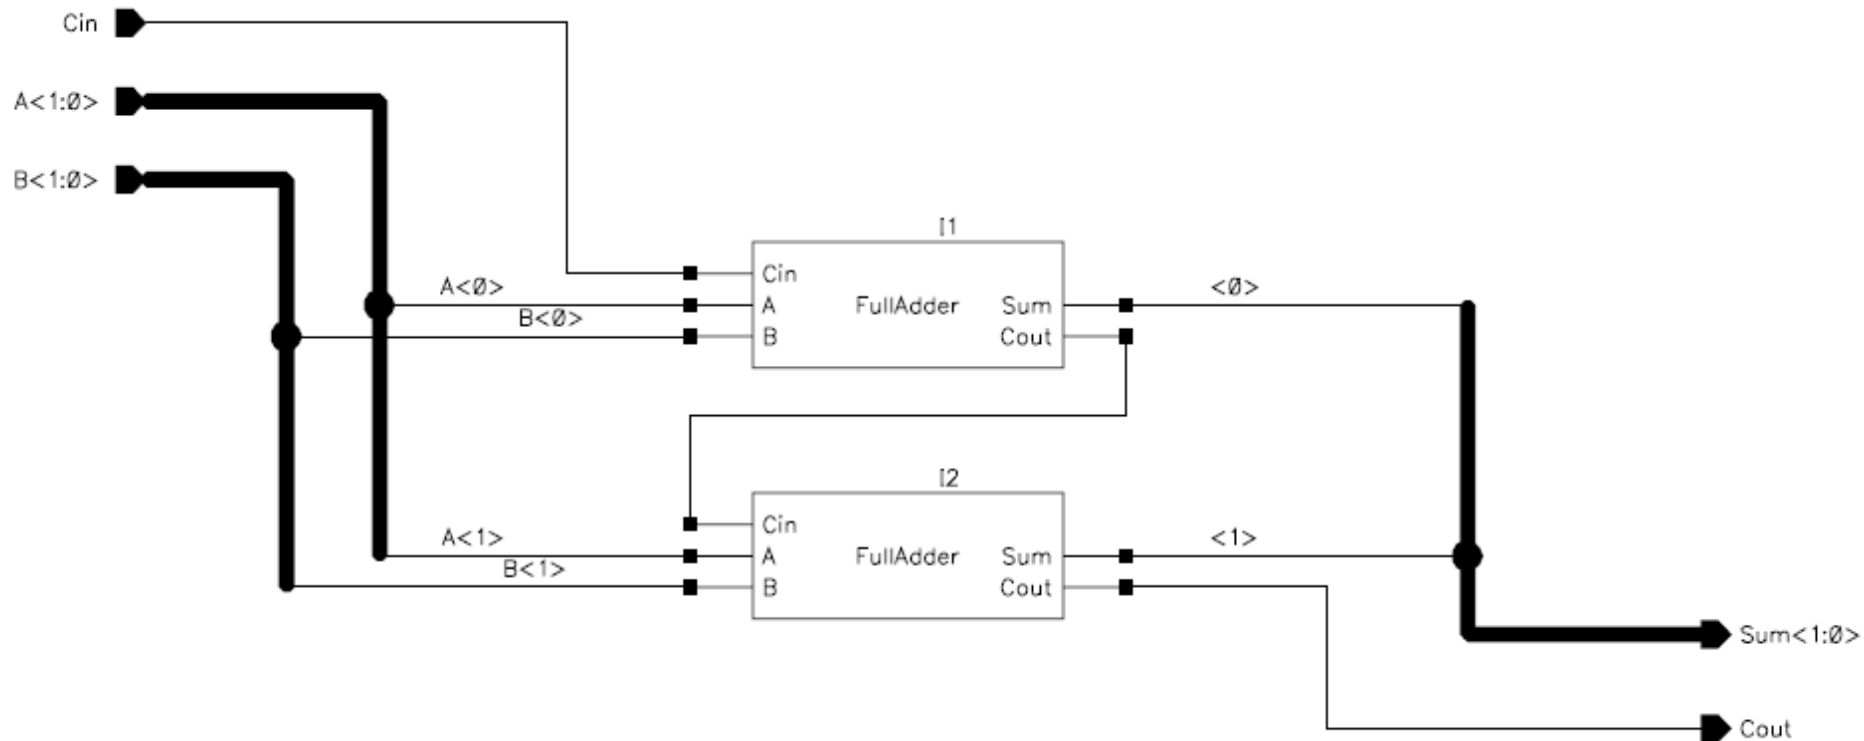 Cin
A<1:0>
B<1:0>
I1
Cin
A<0>
A
FullAdder
Sum
<0>
B<0>
B
Cout
I2
Cin
A<1>
A
FullAdder
Sum
<1>
B<1>
B
Cout
Sum<1:0>
Cout